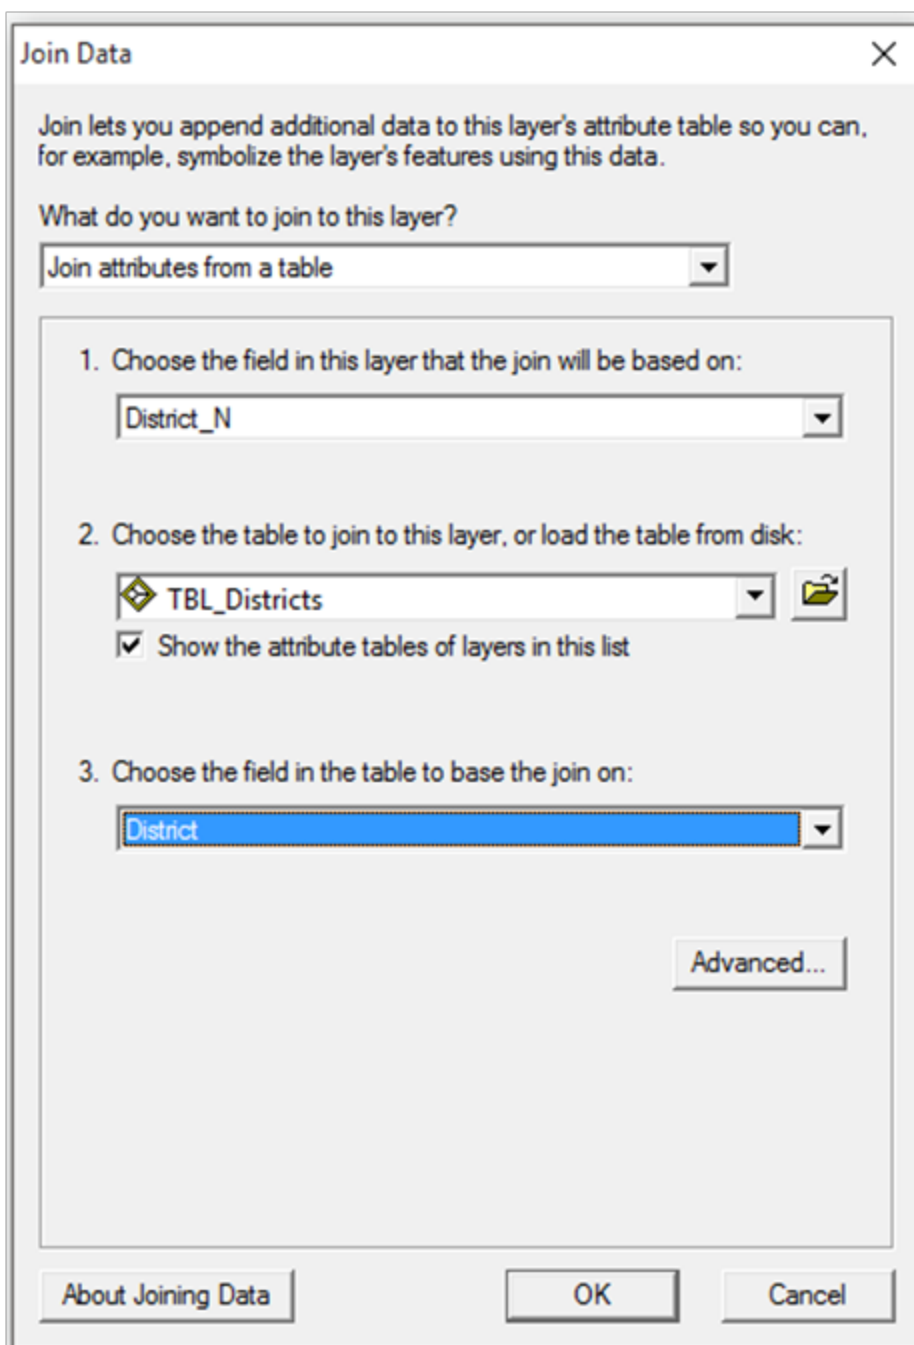 Join Data
Join lets you append additional data to this layer's attribute table so you can,
for example, symbolize the layer's features using this data.
What do you want to join to this layer?
Join attributes from a table
1. Choose the field in this layer that the join will be based on:
District_N
2. Choose the table to join to this layer, or load the table from disk:
TBL_Districts
Show the attribute tables of layers in this list
3. Choose the field in the table to base the join on:
District
Advanced...
About Joining Data OK Cancel